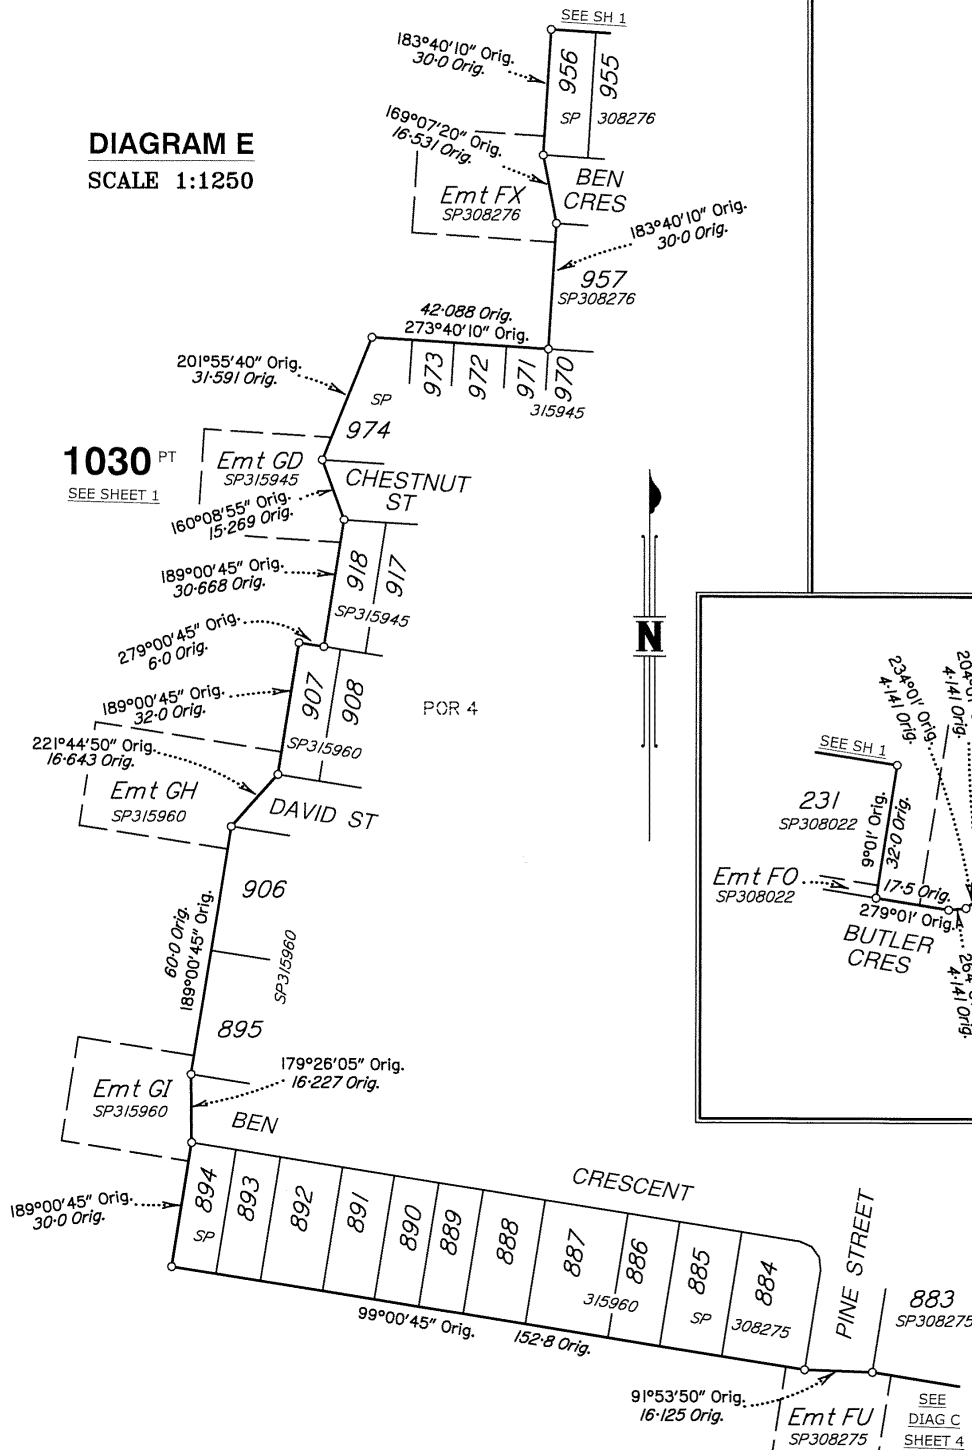 SEE SH 1
183°40'10" Orig.
30·0 Orig.
956
955
SP
308276
DIAGRAM E
SCALE 1:1250
169°07'20" Orig.
16·531 Orig.
BEN
CRES
Emt FX
SP308276
183°40'10" Orig.
30·0 Orig.
957
SP308276
42·088 Orig.
273°40'10" Orig.
201°55'40" Orig.
31·591 Orig.
973
972
971
970
315945
SP
974
1030 PT
SEE SHEET 1
Emt GD
SP315945
CHESTNUT
ST
160°08'55" Orig.
15·269 Orig.
189°00'45" Orig.
30·668 Orig.
918
917
SP315945
279°00'45" Orig.
6·0 Orig.
N
189°00'45" Orig.
32·0 Orig.
907
908
SP315960
POR 4
221°44'50" Orig.
16·643 Orig.
Emt GH
SP315960
DAVID ST
906
60·0 Orig.
189°00'45" Orig.
SP315960
895
179°26'05" Orig.
16·227 Orig.
Emt GI
SP315960
BEN
CRESCENT
189°00'45" Orig.
30·0 Orig.
894
SP
893
892
891
890
889
888
887
886
885
884
315960
SP
308275
99°00'45" Orig.
152·8 Orig.
PINE STREET
883
SP308275
91°53'50" Orig.
16·125 Orig.
Emt FU
SP308275
SEE
DIAG C
SHEET 4
SEE SH 1
231
SP308022
9°01' Orig.
32·0 Orig.
234°01' Orig.
4·141 Orig.
4·141 Orig.
Emt FO
SP308022
17·5 Orig.
279°01' Orig.
A
BUTLER
CRES
4·141 Orig.